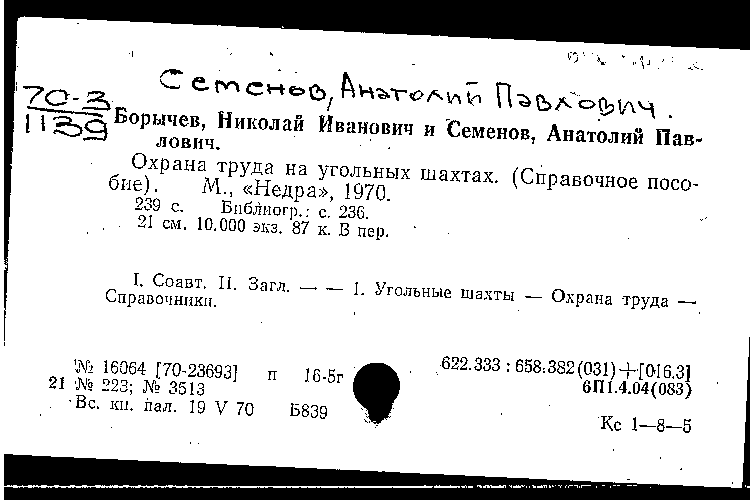 Семенов, Анатолий Павлович.
70-3
1139
Борычев, Николай Иванович и Семенов, Анатолий Пав-
лович.
Охрана труда на угольных шахтах. (Справочное посо-
бие). М., «Недра», 1970.
239 с. Библиогр.: с. 236.
21 см. 10.000 экз. 87 к. В пер.
I. Соавт. II. Загл. — — 1. Угольные шахты — Охрана труда —
Справочники.
№ 16064 [70-23693] п 16-5г 622.333 : 658.382(031)+[016.3]
21 № 223; № 3513 6П1.4.04(083)
Вс. кн. пал. 19 V 70 Б839
Кс 1—8—5